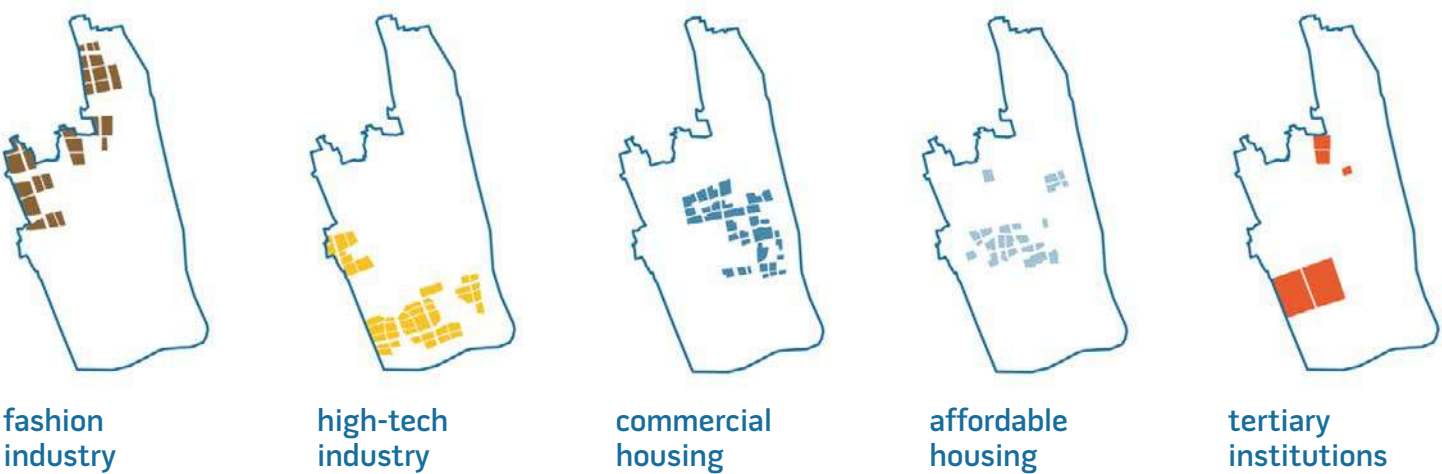 fashion
industry
high-tech
industry
commercial
housing
affordable
housing
tertiary
institutions